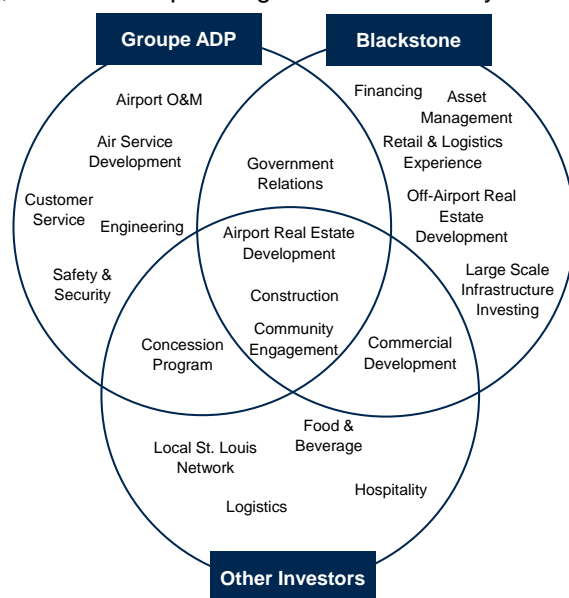 Groupe ADP
Blackstone
Airport O&M
Air Service
Development
Customer
Service
Engineering
Safety &
Security
Government
Relations
Financing
Asset
Management
Retail & Logistics
Experience
Off-Airport Real
Estate
Development
Large Scale
Infrastructure
Investing
Airport Real Estate
Development
Construction
Community
Engagement
Concession
Program
Commercial
Development
Local St. Louis
Network
Food &
Beverage
Logistics
Hospitality
Other Investors